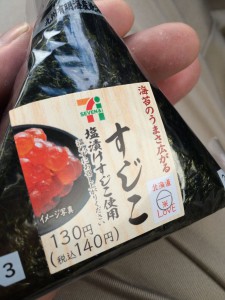 海苔のうまさ広がる
7
SEVEN&i
すじこ
塩漬けすじこ使用
イメージ写真
130円
(税込140円)
北海道
米
LOVE
3